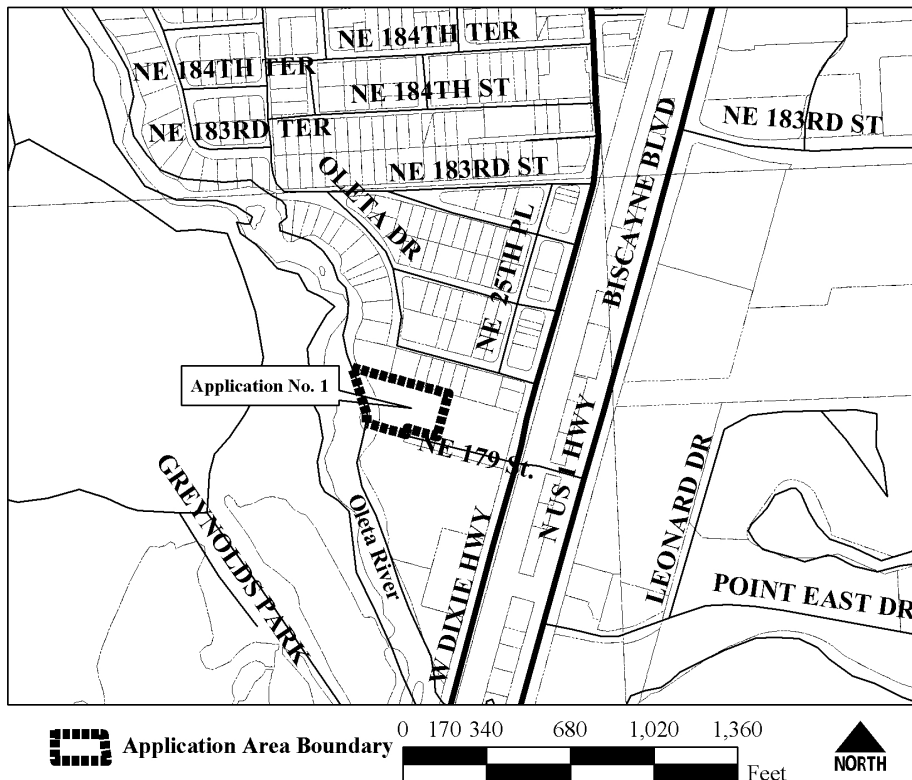 NE 184TH TER
NE 184TH TER
NE 184TH ST
NE 183RD TER
NE 183RD ST
NE 183RD ST
OLETA DR
BISCAYNE BLVD
NE 25TH PL
Application No. 1
NE 179 St.
N US 1 HWY
GREYNOLDS PARK
Oleta River
W DIXIE HWY
LEONARD DR
POINT EAST DR
Application Area Boundary
0 170 340 680 1,020 1,360
Feet
NORTH